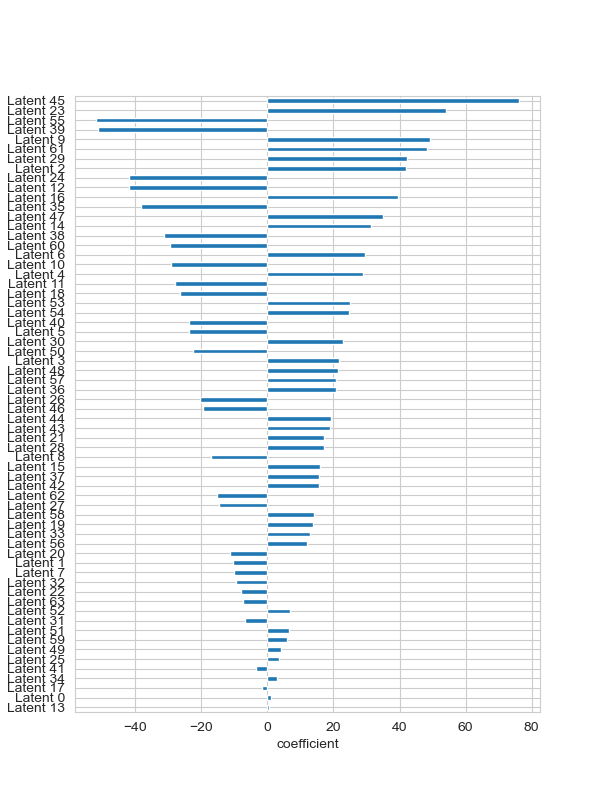 Latent 45
Latent 23
Latent 55
Latent 39
Latent 9
Latent 61
Latent 29
Latent 2
Latent 24
Latent 12
Latent 16
Latent 35
Latent 47
Latent 14
Latent 38
Latent 60
Latent 6
Latent 10
Latent 4
Latent 11
Latent 18
Latent 53
Latent 54
Latent 40
Latent 5
Latent 30
Latent 50
Latent 3
Latent 48
Latent 57
Latent 36
Latent 26
Latent 46
Latent 44
Latent 43
Latent 21
Latent 28
Latent 8
Latent 15
Latent 37
Latent 42
Latent 62
Latent 27
Latent 58
Latent 19
Latent 33
Latent 56
Latent 20
Latent 1
Latent 7
Latent 32
Latent 22
Latent 63
Latent 52
Latent 31
Latent 51
Latent 59
Latent 49
Latent 25
Latent 41
Latent 34
Latent 17
Latent 0
Latent 13
−40 −20 0 20 40 60 80
coefficient